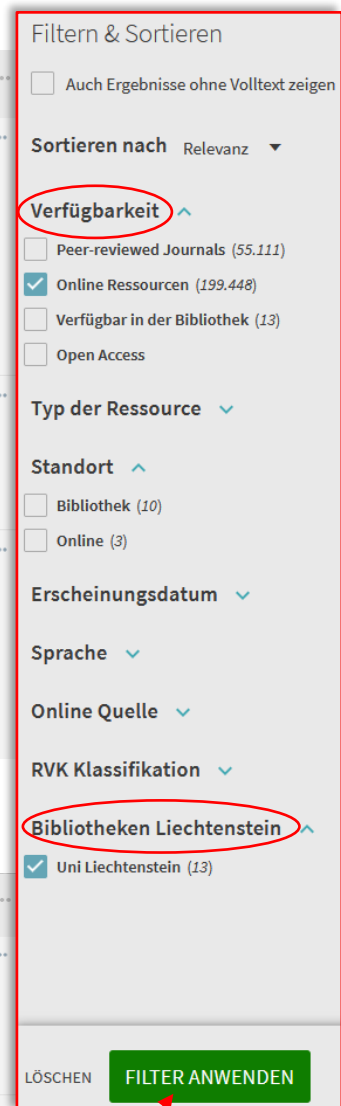 Filtern & Sortieren
Auch Ergebnisse ohne Volltext zeigen
Sortieren nach Relevanz
Verfügbarkeit
Peer-reviewed Journals (55.111)
Online Ressourcen (199.448)
Verfügbar in der Bibliothek (13)
Open Access
Typ der Ressource
Standort
Bibliothek (10)
Online (3)
Erscheinungsdatum
Sprache
Online Quelle
RVK Klassifikation
Bibliotheken Liechtenstein
Uni Liechtenstein (13)
LÖSCHEN FILTER ANWENDEN